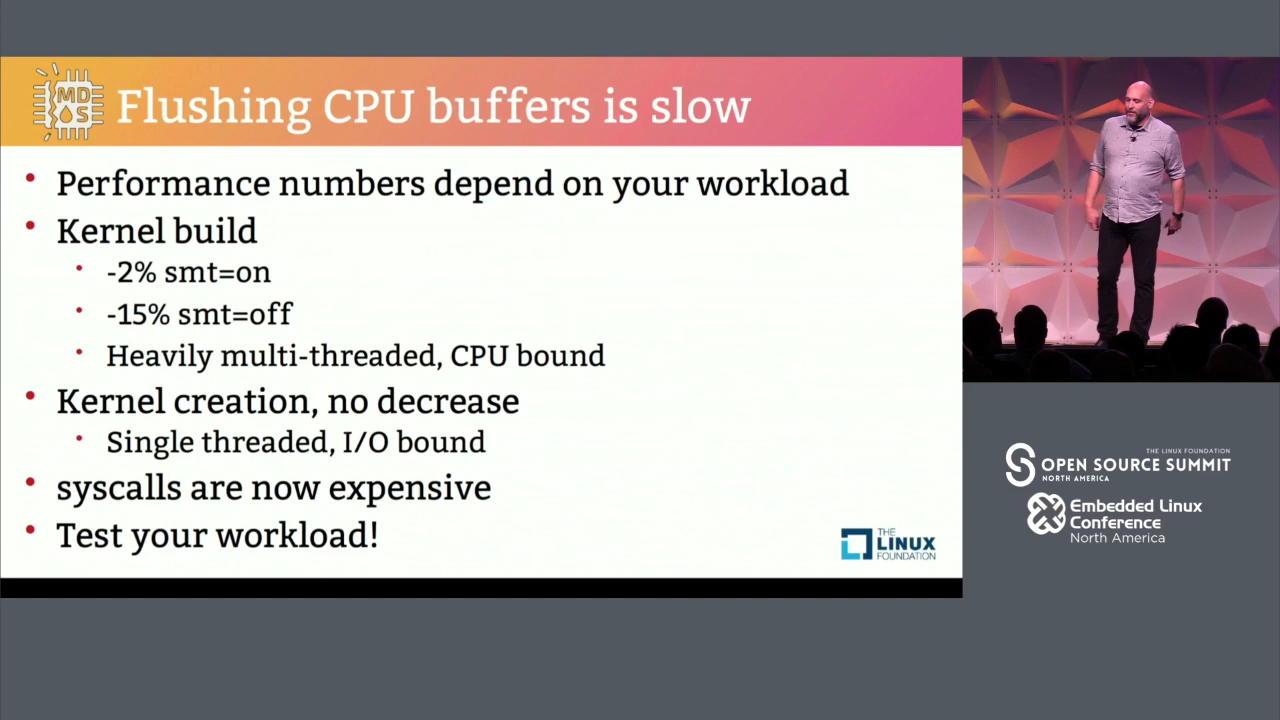 MD
S
Flushing CPU buffers is slow
• Performance numbers depend on your workload
• Kernel build
• -2% smt=on
• -15% smt=off
• Heavily multi-threaded, CPU bound
• Kernel creation, no decrease
• Single threaded, I/O bound
• syscalls are now expensive
• Test your workload!
THE
LINUX
FOUNDATION
THE LINUX FOUNDATION
OPEN SOURCE SUMMIT
NORTH AMERICA
Embedded Linux
Conference
North America